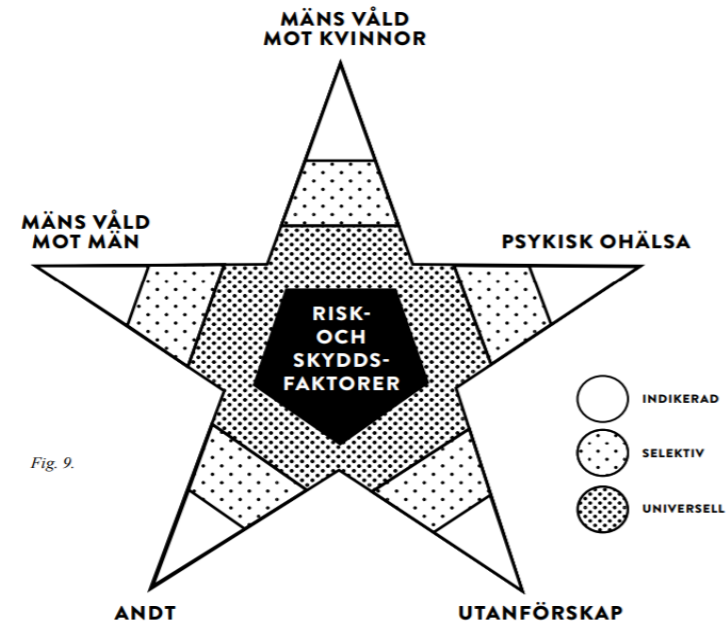 MÄNS VÅLD
MOT KVINNOR
MÄNS VÅLD
MOT MÄN
PSYKISK OHÄLSA
RISK-
OCH
SKYDDS-
FAKTORER
INDIKERAD
SELEKTIV
UNIVERSELL
Fig. 9.
ANDT
UTANFÖRSKAP